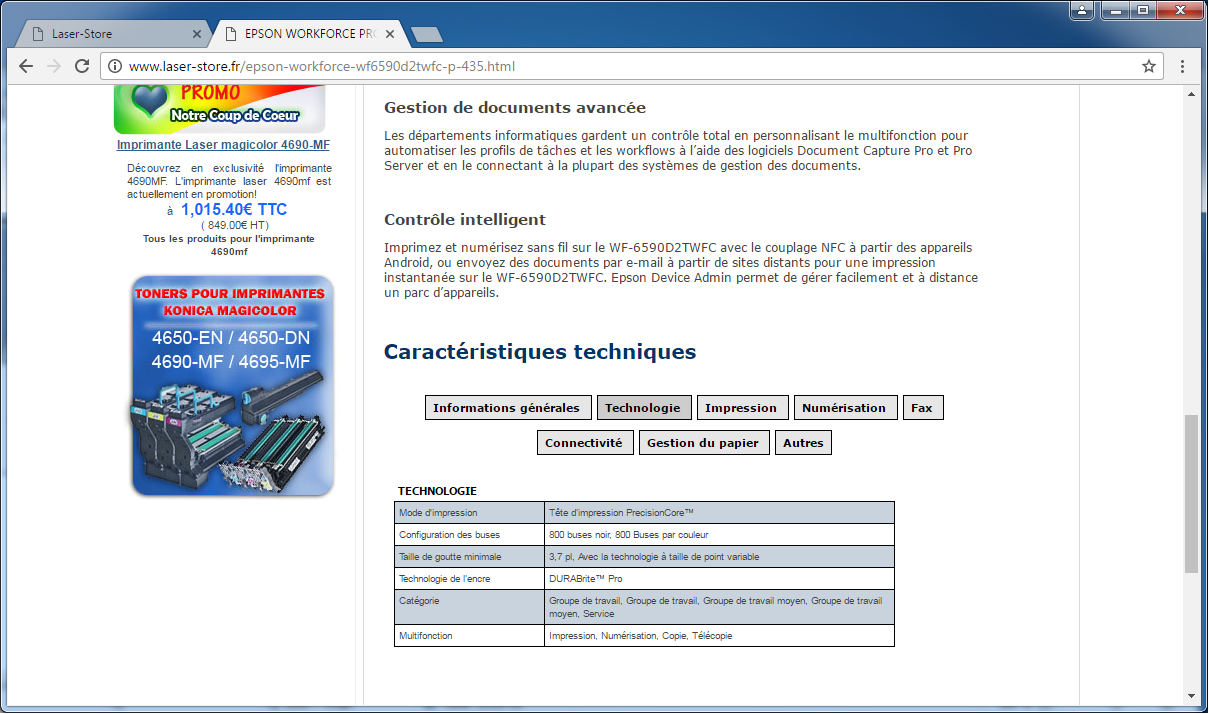 Laser-Store
EPSON WORKFORCE PRO
www.laser-store.fr/epson-workforce-wf6590d2twfc-p-435.html
PROMO
Notre Coup de Coeur
Imprimante Laser magicolor 4690-MF
Découvrez en exclusivité l'imprimante
4690MF. L'imprimante laser 4690mf est
actuellement en promotion!
à 1,015.40€ TTC
( 849.00€ HT)
Tous les produits pour l'imprimante
4690mf
TONERS POUR IMPRIMANTES
KONICA MAGICOLOR
4650-EN / 4650-DN
4690-MF / 4695-MF
Gestion de documents avancée
Les départements informatiques gardent un contrôle total en personnalisant le multifonction pour
automatiser les profils de tâches et les workflows à l’aide des logiciels Document Capture Pro et Pro
Server et en le connectant à la plupart des systèmes de gestion des documents.
Contrôle intelligent
Imprimez et numérisez sans fil sur le WF-6590D2TWFC avec le couplage NFC à partir des appareils
Android, ou envoyez des documents par e-mail à partir de sites distants pour une impression
instantanée sur le WF-6590D2TWFC. Epson Device Admin permet de gérer facilement et à distance
un parc d’appareils.
Caractéristiques techniques
Informations générales Technologie Impression Numérisation Fax
Connectivité Gestion du papier Autres
TECHNOLOGIE
Mode d'impression Tête d'impression PrecisionCore™
Configuration des buses 800 buses noir, 800 Buses par couleur
Taille de goutte minimale 3,7 pl, Avec la technologie à taille de point variable
Technologie de l'encre DURABrite™ Pro
Catégorie Groupe de travail, Groupe de travail, Groupe de travail moyen, Groupe de travail
moyen, Service
Multifonction Impression, Numérisation, Copie, Télécopie